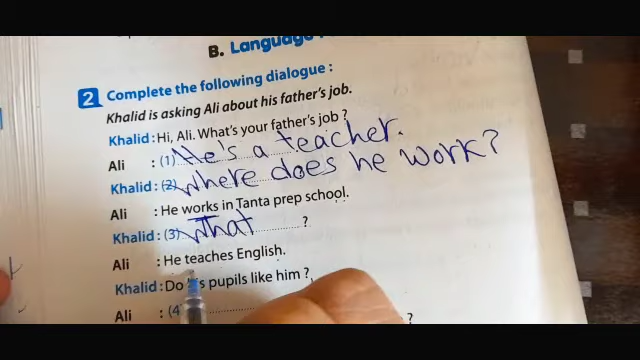 B. Language
2 Complete the following dialogue :
Khalid is asking Ali about his father's job.
Khalid : Hi, Ali. What's your father's job ?
Ali : (1) He's a teacher.
Khalid : (2) Where does he work?
Ali : He works in Tanta prep school.
Khalid : (3) What ?
Ali : He teaches English.
Khalid : Do his pupils like him ?
Ali : (4)
?